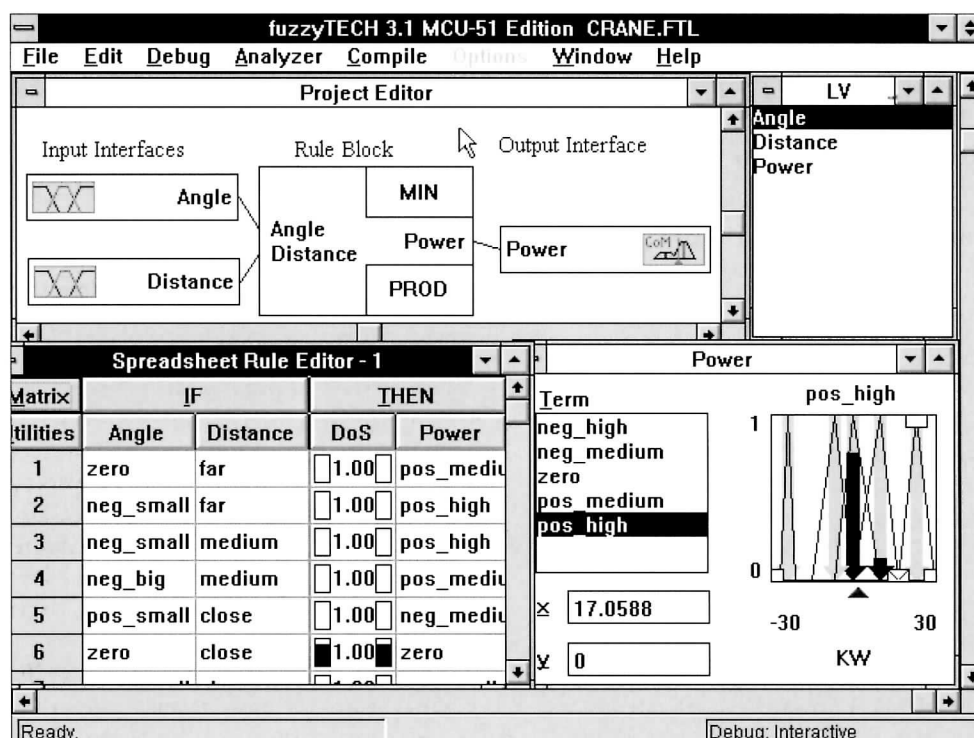 fuzzyTECH 3.1 MCU-51 Edition CRANE.FTL
File Edit Debug Analyzer Compile Options Window Help
Project Editor
Input Interfaces Rule Block Output Interface
Angle
Distance
Angle
Distance
MIN
Power
PROD
Power
CoM
LV
Angle
Distance
Power
Spreadsheet Rule Editor - 1
Matrix IF THEN
tilities Angle Distance DoS Power
1 zero far 1.00 pos_mediu
2 neg_small far 1.00 pos_high
3 neg_small medium 1.00 pos_high
4 neg_big medium 1.00 pos_mediu
5 pos_small close 1.00 neg_mediu
6 zero close 1.00 zero
Power
Term
neg_high
neg_medium
zero
pos_medium
pos_high
x 17.0588
y 0
pos_high
1
0
-30 30
KW
Ready.
Debug: Interactive